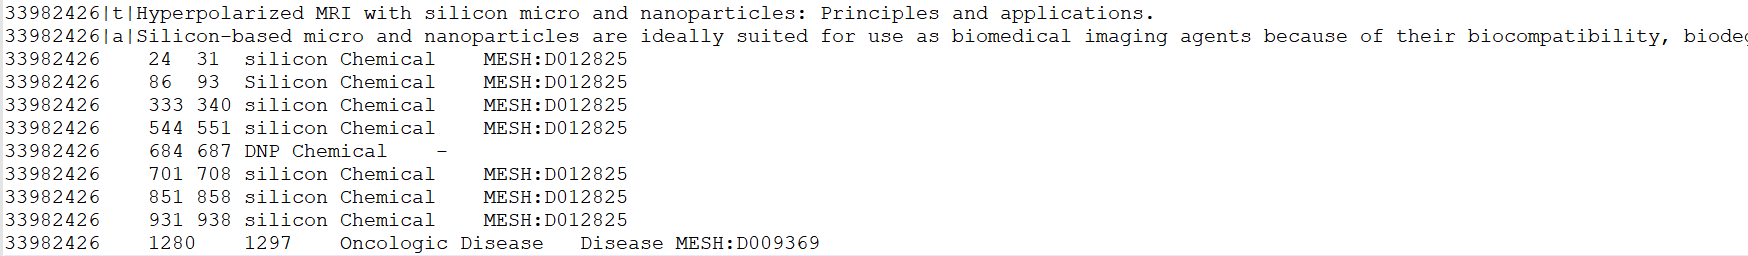 33982426|t|Hyperpolarized MRI with silicon micro and nanoparticles: Principles and applications.
33982426|a|Silicon-based micro and nanoparticles are ideally suited for use as biomedical imaging agents because of their biocompatibility,
33982426 24 31 silicon Chemical MESH:D012825
33982426 86 93 Silicon Chemical MESH:D012825
33982426 333 340 silicon Chemical MESH:D012825
33982426 544 551 silicon Chemical MESH:D012825
33982426 684 687 DNP Chemical -
33982426 701 708 silicon Chemical MESH:D012825
33982426 851 858 silicon Chemical MESH:D012825
33982426 931 938 silicon Chemical MESH:D012825
33982426 1280 1297 Oncologic Disease Disease MESH:D009369